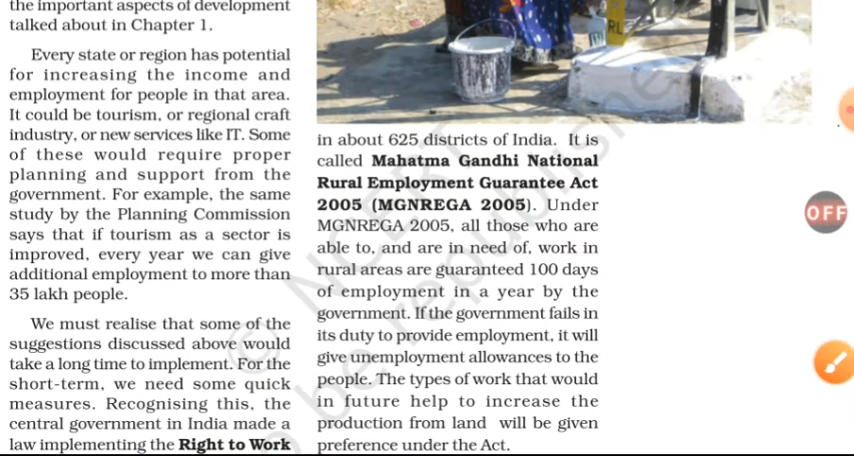 the important aspects of development
talked about in Chapter 1.
Every state or region has potential
for increasing the income and
employment for people in that area.
It could be tourism, or regional craft
industry, or new services like IT. Some
of these would require proper
planning and support from the
government. For example, the same
study by the Planning Commission
says that if tourism as a sector is
improved, every year we can give
additional employment to more than
35 lakh people.
We must realise that some of the
suggestions discussed above would
take a long time to implement. For the
short-term, we need some quick
measures. Recognising this, the
central government in India made a
law implementing the Right to Work
RL
in about 625 districts of India. It is
called Mahatma Gandhi National
Rural Employment Guarantee Act
2005 (MGNREGA 2005). Under
MGNREGA 2005, all those who are
able to, and are in need of, work in
rural areas are guaranteed 100 days
of employment in a year by the
government. If the government fails in
its duty to provide employment, it will
give unemployment allowances to the
people. The types of work that would
in future help to increase the
production from land will be given
preference under the Act.
© NCERT
be republishe
OFF